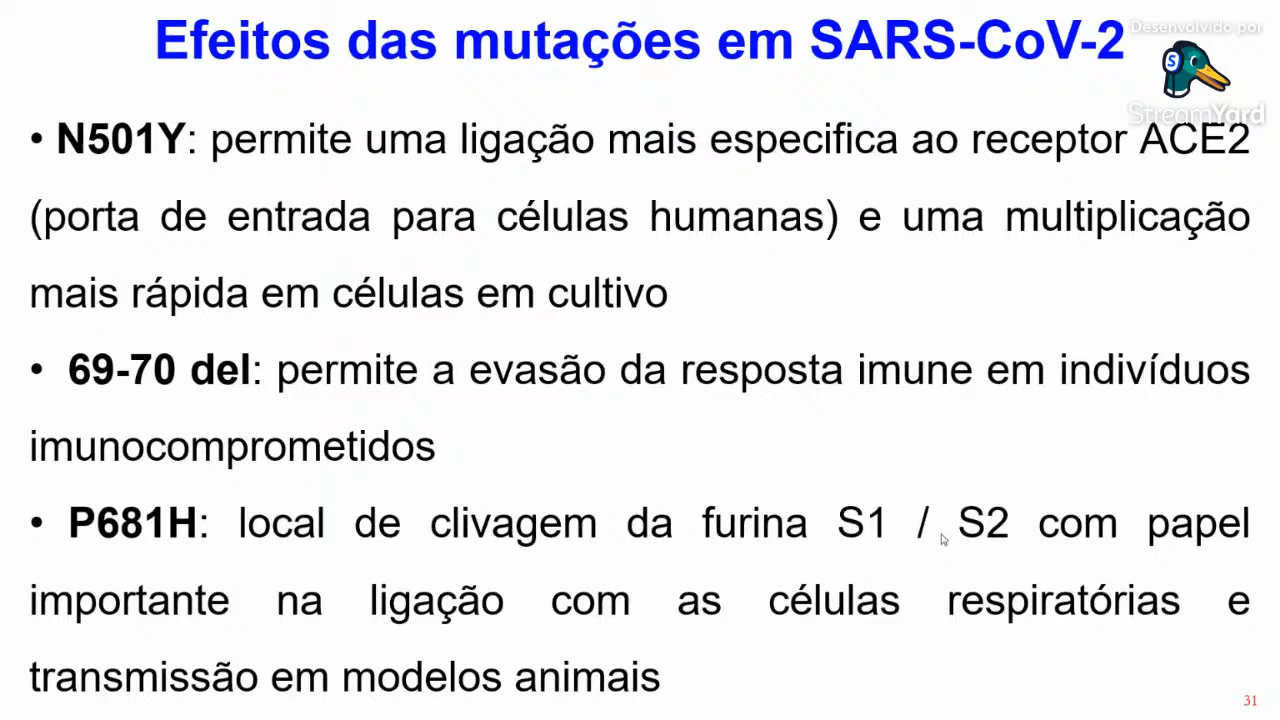 Efeitos das mutações em SARS-CoV-2
Desenvolvido por
S
StreamYard
• N501Y: permite uma ligação mais especifica ao receptor ACE2
(porta de entrada para células humanas) e uma multiplicação
mais rápida em células em cultivo
• 69-70 del: permite a evasão da resposta imune em indivíduos
imunocomprometidos
• P681H: local de clivagem da furina S1 / S2 com papel
importante na ligação com as células respiratórias e
transmissão em modelos animais
31